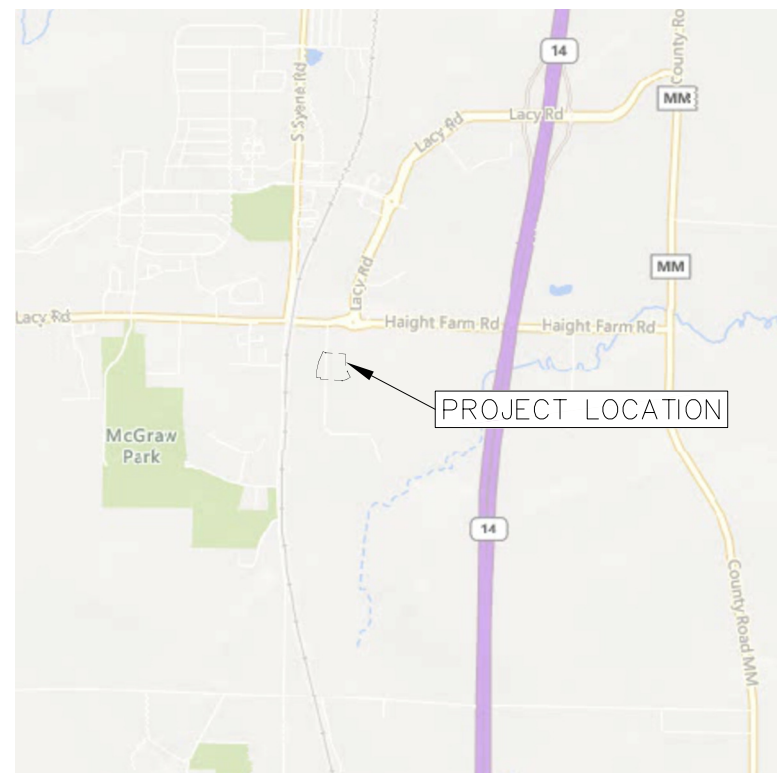 14
County Ro
MM
S Syene Rd
Lacy Rd
Lacy Rd
MM
Lacy Rd
Lacy Rd
Haight Farm Rd
Haight Farm Rd
PROJECT LOCATION
McGraw
Park
14
County Road MM